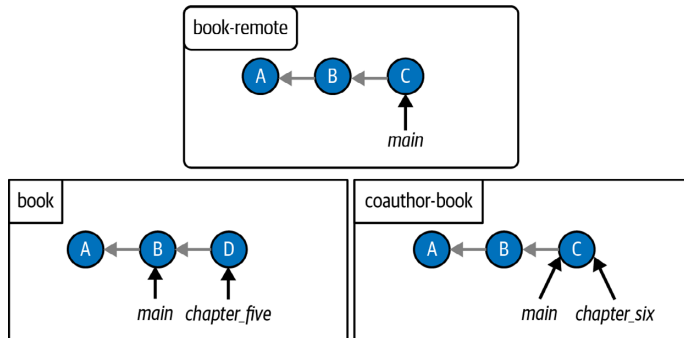 book-remote
A B C
main
book
A B D
main chapter_five
coauthor-book
A B C
main chapter_six